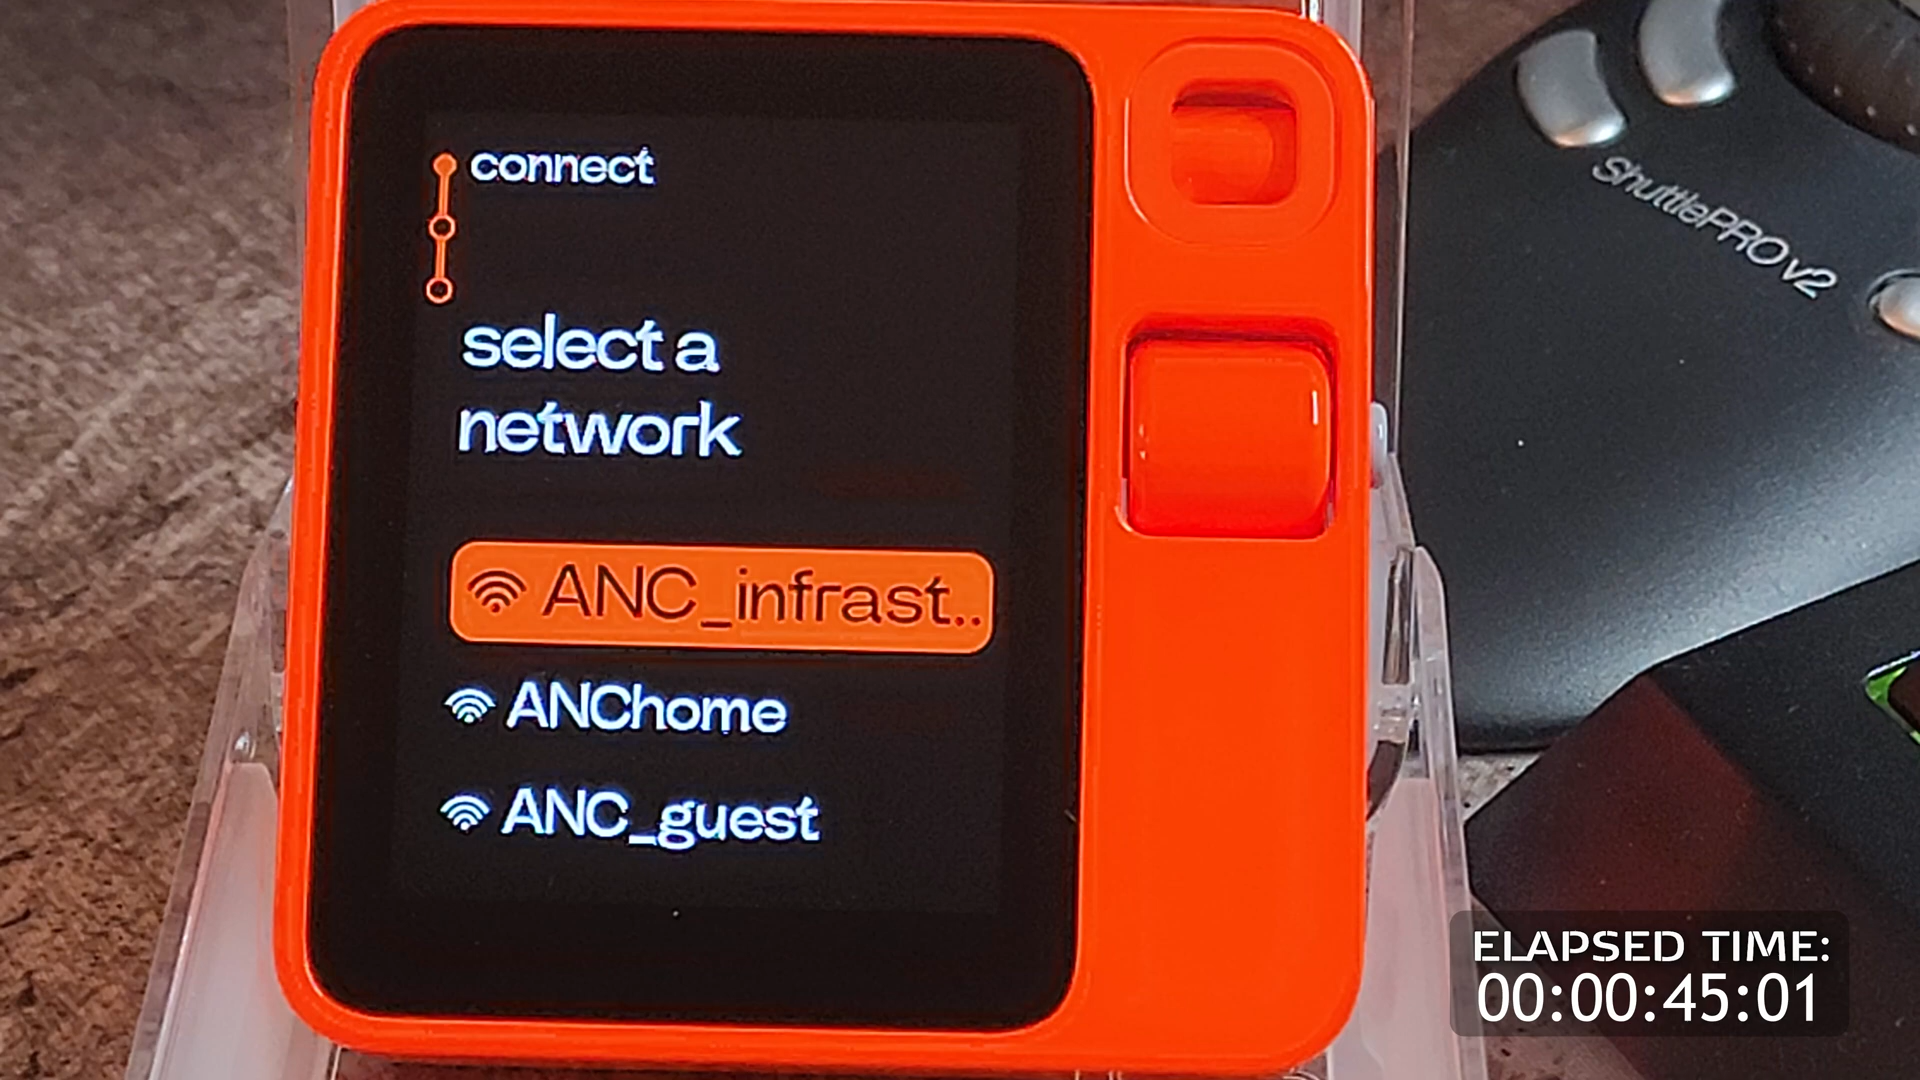 connect
select a
network
ANC_infrast..
ANChome
ANC_guest
ShuttlePRO v2
ELAPSED TIME:
00:00:45:01